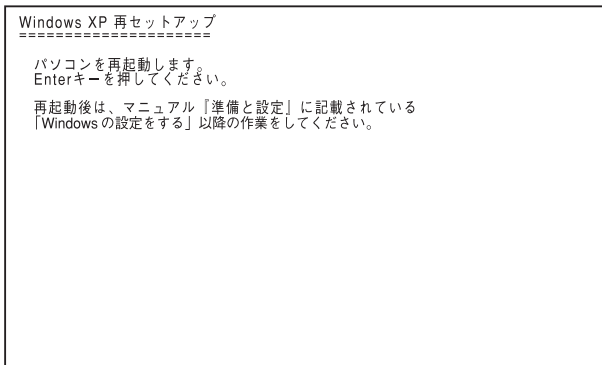 Windows XP 再セットアップ
=====================
パソコンを再起動します。
Enterキーを押してください。
再起動後は、マニュアル『準備と設定』に記載されている
「Windowsの設定をする」以降の作業をしてください。